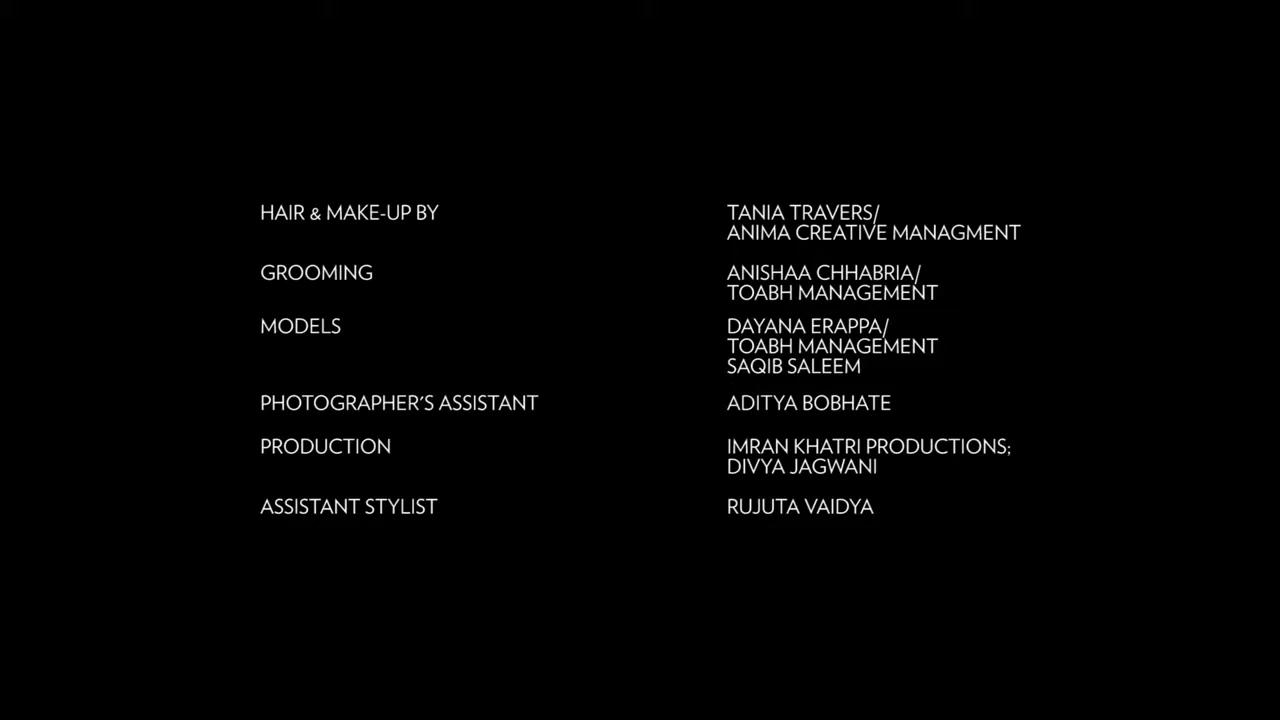 HAIR & MAKE-UP BY
TANIA TRAVERS/
ANIMA CREATIVE MANAGMENT
GROOMING
ANISHAA CHHABRIA/
TOABH MANAGEMENT
MODELS
DAYANA ERAPPA/
TOABH MANAGEMENT
SAQIB SALEEM
PHOTOGRAPHER'S ASSISTANT
ADITYA BOBHATE
PRODUCTION
IMRAN KHATRI PRODUCTIONS;
DIVYA JAGWANI
ASSISTANT STYLIST
RUJUTA VAIDYA